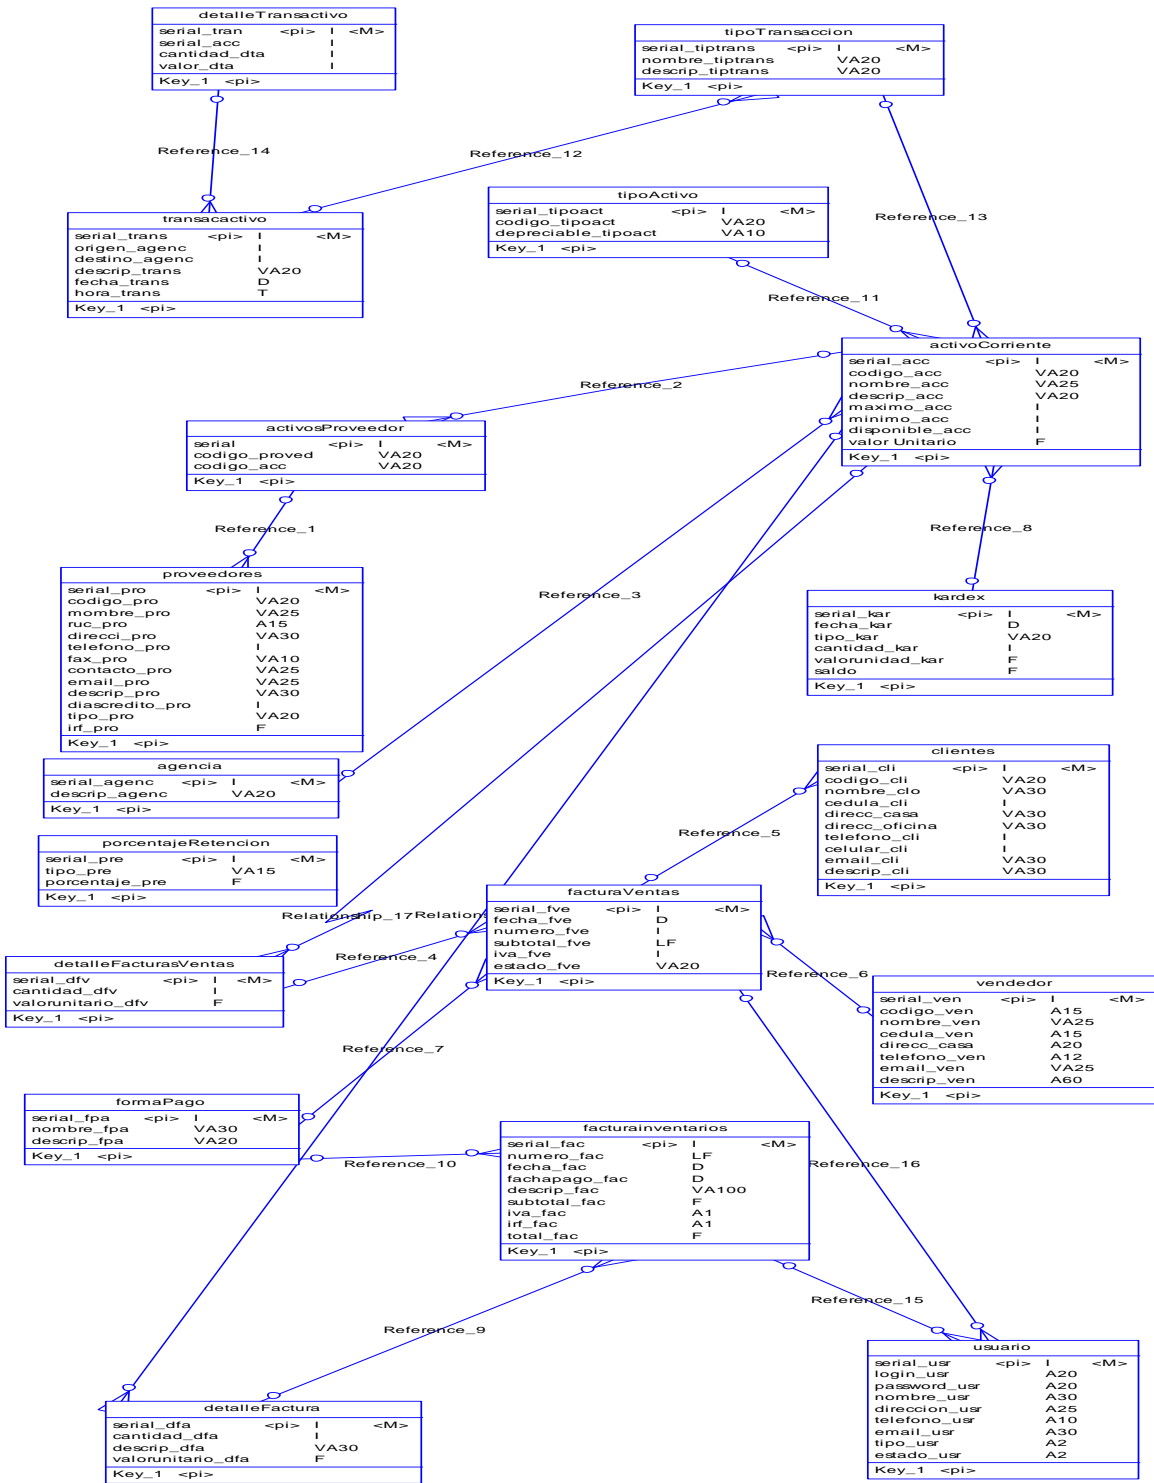 detalleTransactivo
serial_tran <pi> I <M>
serial_acc I
cantidad_dta I
valor_dta I
Key_1 <pi>
tipoTransaccion
serial_tiptrans <pi> I <M>
nombre_tiptrans VA20
descrip_tiptrans VA20
Key_1 <pi>
Reference_14
Reference_12
tipoActivo
serial_tipoact <pi> I <M>
codigo_tipoact VA20
depreciable_tipoact VA10
Key_1 <pi>
Reference_13
transacactivo
serial_trans <pi> I <M>
origen_agenc I
destino_agenc I
descrip_trans VA20
fecha_trans D
hora_trans T
Key_1 <pi>
Reference_11
activoCorriente
serial_acc <pi> I <M>
codigo_acc VA20
nombre_acc VA25
descrip_acc VA20
maximo_acc I
minimo_acc I
disponible_acc I
valor Unitario F
Key_1 <pi>
Reference_2
activosProveedor
serial <pi> I <M>
codigo_proved VA20
codigo_acc VA20
Key_1 <pi>
Reference_1
Reference_8
proveedores
serial_pro <pi> I <M>
codigo_pro VA20
mombre_pro VA25
ruc_pro A15
direcci_pro VA30
telefono_pro I
fax_pro VA10
contacto_pro VA25
email_pro VA25
descrip_pro VA30
diascredito_pro I
tipo_pro VA20
irf_pro F
Key_1 <pi>
Reference_3
kardex
serial_kar <pi> I <M>
fecha_kar D
tipo_kar VA20
cantidad_kar I
valorunidad_kar F
saldo F
Key_1 <pi>
agencia
serial_agenc <pi> I <M>
descrip_agenc VA20
Key_1 <pi>
clientes
serial_cli <pi> I <M>
codigo_cli VA20
nombre_clo VA30
cedula_cli I
direcc_casa VA30
direcc_oficina VA30
telefono_cli I
celular_cli I
email_cli VA30
descrip_cli VA30
Key_1 <pi>
Reference_5
porcentajeRetencion
serial_pre <pi> I <M>
tipo_pre VA15
porcentaje_pre F
Key_1 <pi>
facturaVentas
serial_fve <pi> I <M>
fecha_fve D
numero_fve I
subtotal_fve LF
iva_fve I
estado_fve VA20
Key_1 <pi>
Relationship_17
Relations
Reference_4
Reference_6
detalleFacturasVentas
serial_dfv <pi> I <M>
cantidad_dfv I
valorunitario_dfv F
Key_1 <pi>
vendedor
serial_ven <pi> I <M>
codigo_ven A15
nombre_ven VA25
cedula_ven A15
direcc_casa A20
telefono_ven A12
email_ven VA25
descrip_ven A60
Key_1 <pi>
Reference_7
formaPago
serial_fpa <pi> I <M>
nombre_fpa VA30
descrip_fpa VA20
Key_1 <pi>
Reference_10
facturainventarios
serial_fac <pi> I <M>
numero_fac LF
fecha_fac D
fachapago_fac D
descrip_fac VA100
subtotal_fac F
iva_fac A1
irf_fac A1
total_fac F
Key_1 <pi>
Reference_16
Reference_15
Reference_9
usuario
serial_usr <pi> I <M>
login_usr A20
password_usr A20
nombre_usr A30
direccion_usr A25
telefono_usr A10
email_usr A30
tipo_usr A2
estado_usr A2
Key_1 <pi>
detalleFactura
serial_dfa <pi> I <M>
cantidad_dfa I
descrip_dfa VA30
valorunitario_dfa F
Key_1 <pi>